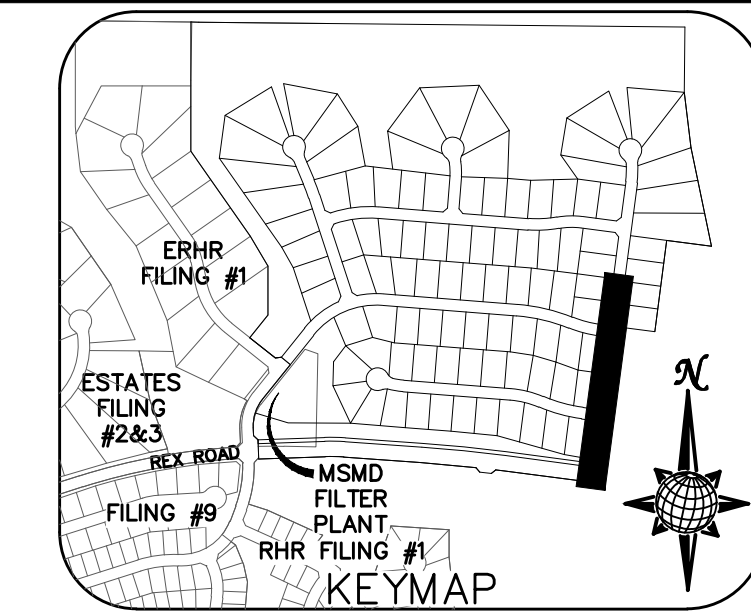 ERHR
FILING #1
ESTATES
FILING
#2&3
N
REX ROAD
MSMD
FILTER
PLANT
FILING #9
RHR FILING #1
KEYMAP